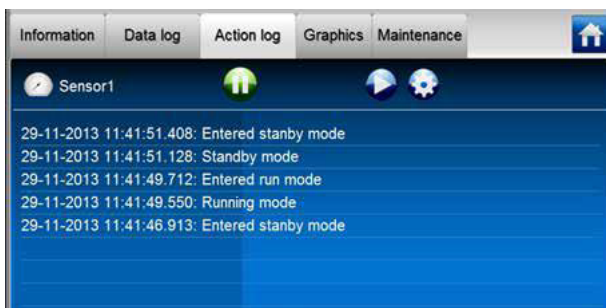 Information Data log Action log Graphics Maintenance
Sensor1
29-11-2013 11:41:51.408: Entered stanby mode
29-11-2013 11:41:51.128: Standby mode
29-11-2013 11:41:49.712: Entered run mode
29-11-2013 11:41:49.550: Running mode
29-11-2013 11:41:46.913: Entered stanby mode